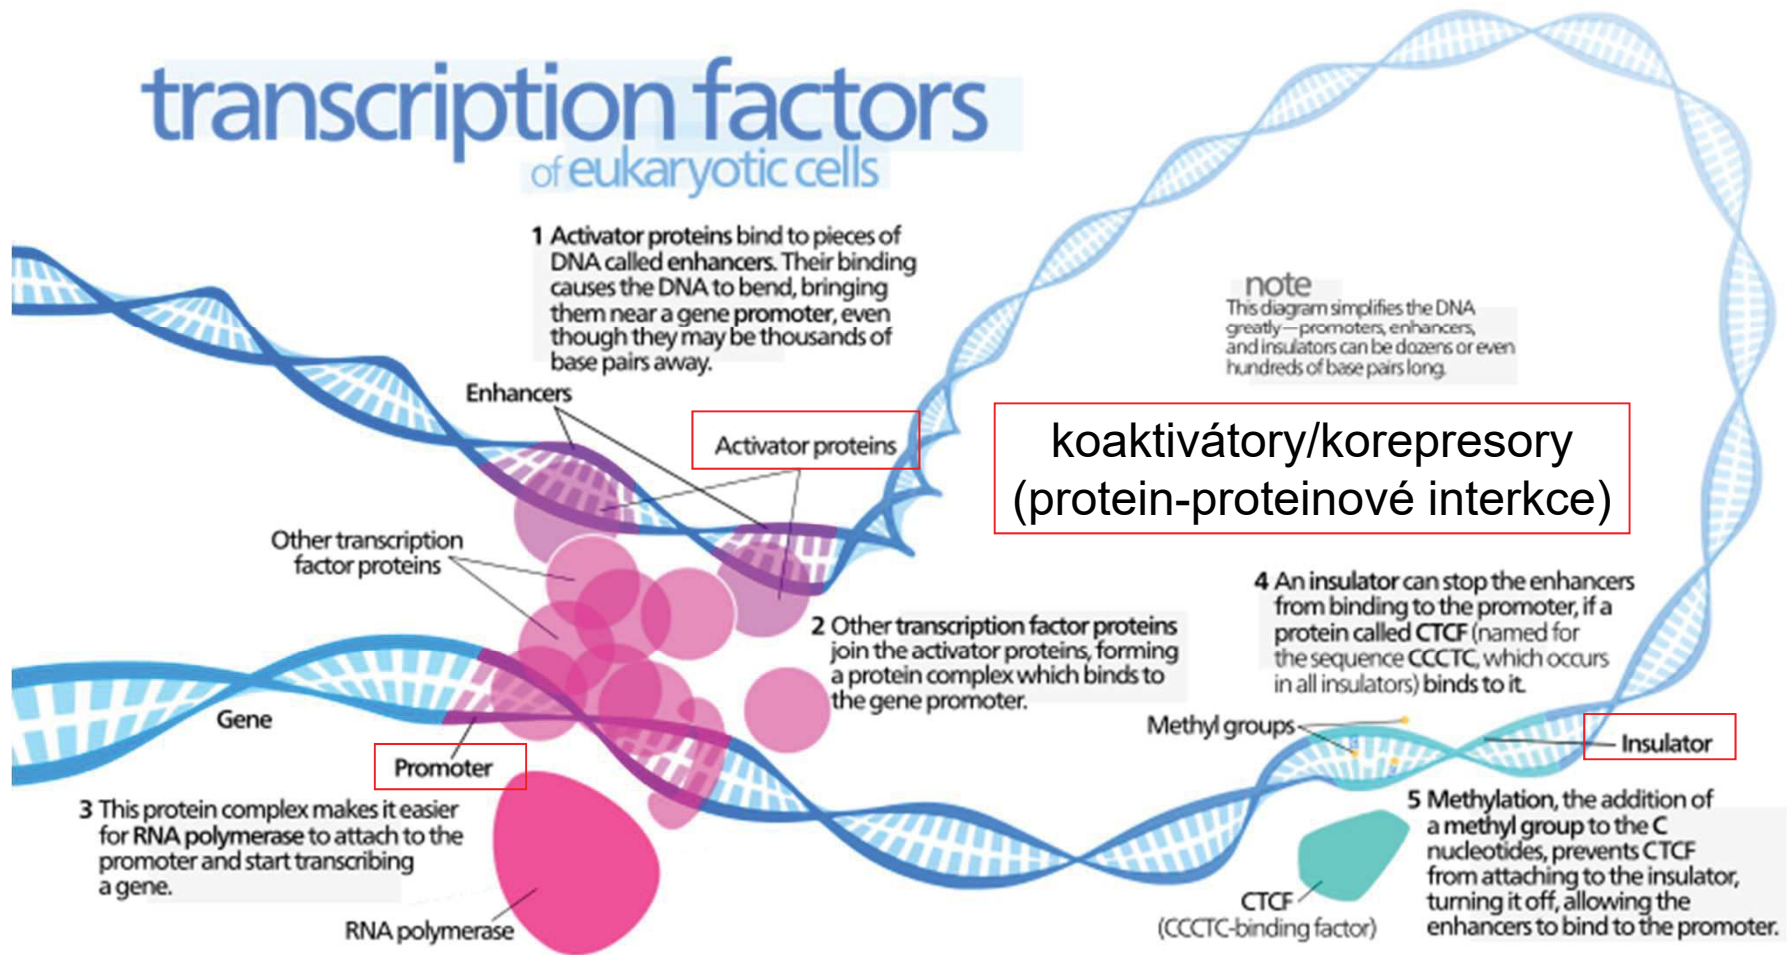 transcription factors
of eukaryotic cells
1 Activator proteins bind to pieces of
DNA called enhancers. Their binding
causes the DNA to bend, bringing
them near a gene promoter, even
though they may be thousands of
base pairs away.
note
This diagram simplifies the DNA
greatly—promoters, enhancers,
and insulators can be dozens or even
hundreds of base pairs long.
Enhancers
Activator proteins
koaktivátory/korepresory
(protein-proteinové interkce)
Other transcription
factor proteins
2 Other transcription factor proteins
join the activator proteins, forming
a protein complex which binds to
the gene promoter.
4 An insulator can stop the enhancers
from binding to the promoter, if a
protein called CTCF (named for
the sequence CCCTC, which occurs
in all insulators) binds to it.
Gene
Methyl groups
Insulator
Promoter
3 This protein complex makes it easier
for RNA polymerase to attach to the
promoter and start transcribing
a gene.
RNA polymerase
5 Methylation, the addition of
a methyl group to the C
nucleotides, prevents CTCF
from attaching to the insulator,
turning it off, allowing the
enhancers to bind to the promoter.
CTCF
(CCCTC-binding factor)